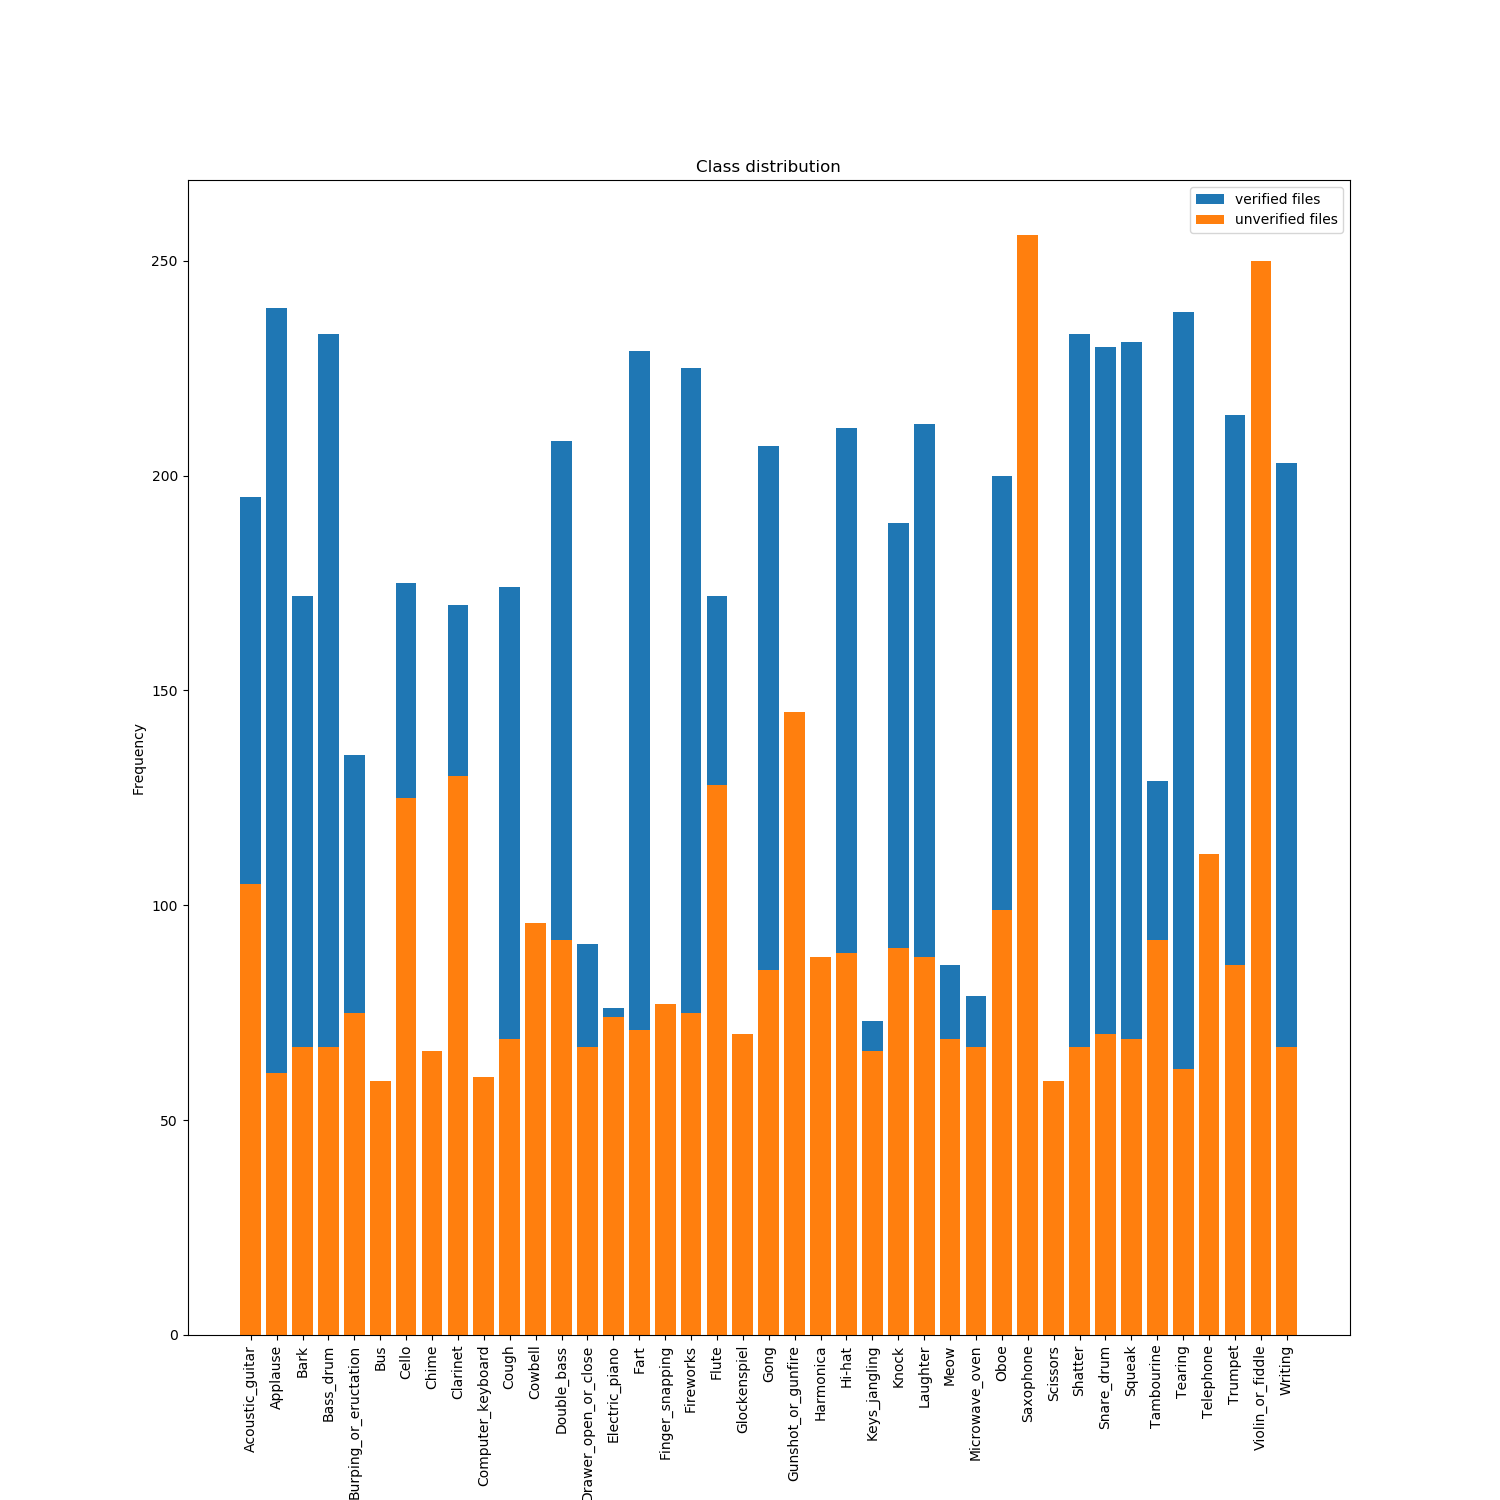 Class distribution
verified files
unverified files
250
200
150
100
50
0
Frequency
Acoustic_guitar
Applause
Bark
Bass_drum
Burping_or_eructation
Bus
Cello
Chime
Clarinet
Computer_keyboard
Cough
Cowbell
Double_bass
Drawer_open_or_close
Electric_piano
Fart
Finger_snapping
Fireworks
Flute
Glockenspiel
Gong
Gunshot_or_gunfire
Harmonica
Hi-hat
Keys_jangling
Knock
Laughter
Meow
Microwave_oven
Oboe
Saxophone
Scissors
Shatter
Snare_drum
Squeak
Tambourine
Tearing
Telephone
Trumpet
Violin_or_fiddle
Writing